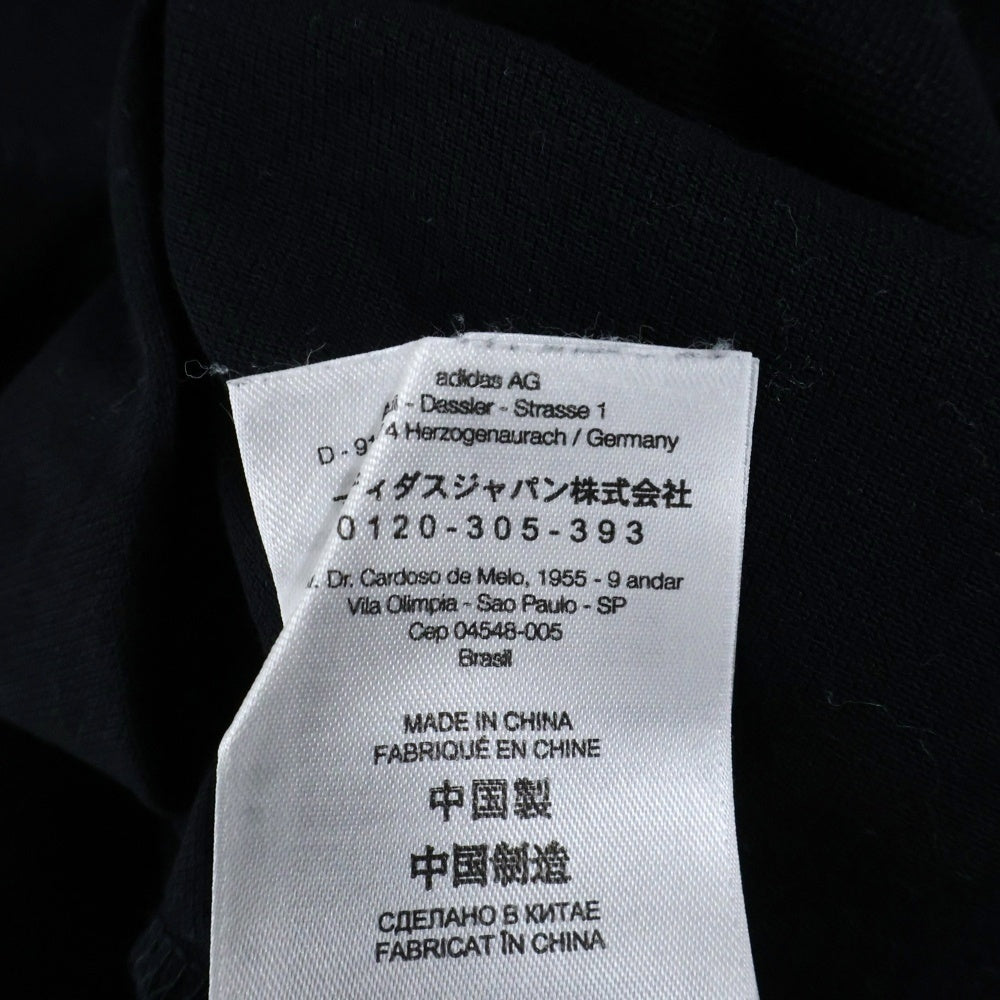 adidas AG
- Dassler - Strasse 1
D - 91 4 Herzogenaurach / Germany
ィダスジャパン株式会社
0120-305-393
. Dr. Cardoso de Melo, 1955 - 9 andar
Vila Olimpia - Sao Paulo - SP
Cep 04548-005
Brasil
MADE IN CHINA
FABRIQUÉ EN CHINE
中国製
中国制造
СДЕЛАНО В КИТАЕ
FABRICAT ÎN CHINA